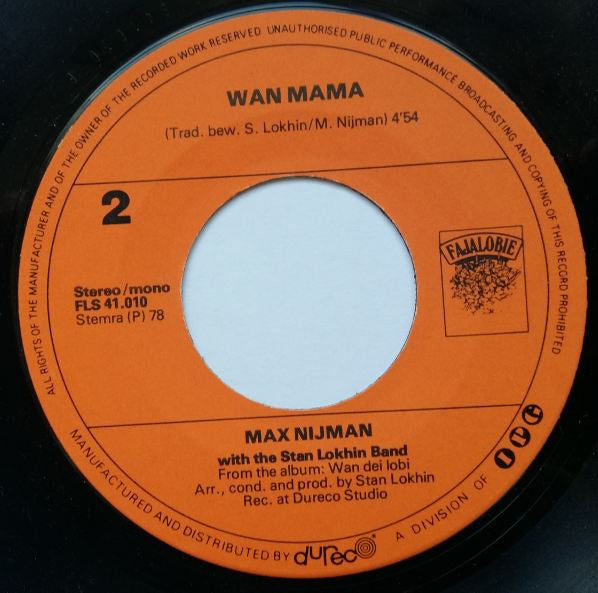 ALL RIGHTS OF THE MANUFACTURER AND OF THE OWNER OF THE RECORDED WORK RESERVED UNAUTHORISED PUBLIC PERFORMANCE BROADCASTING AND COPYING OF THIS RECORD PROHIBITED
WAN MAMA
(Trad. bew. S. Lokhin/M. Nijman) 4'54
2
FAJALOBIE
Stereo/mono
FLS 41.010
Stemra (P) 78
MAX NIJMAN
with the Stan Lokhin Band
From the album: Wan dei lobi
Arr., cond. and prod. by Stan Lokhin
Rec. at Dureco Studio
MANUFACTURED AND DISTRIBUTED BY dureco A DIVISION OF